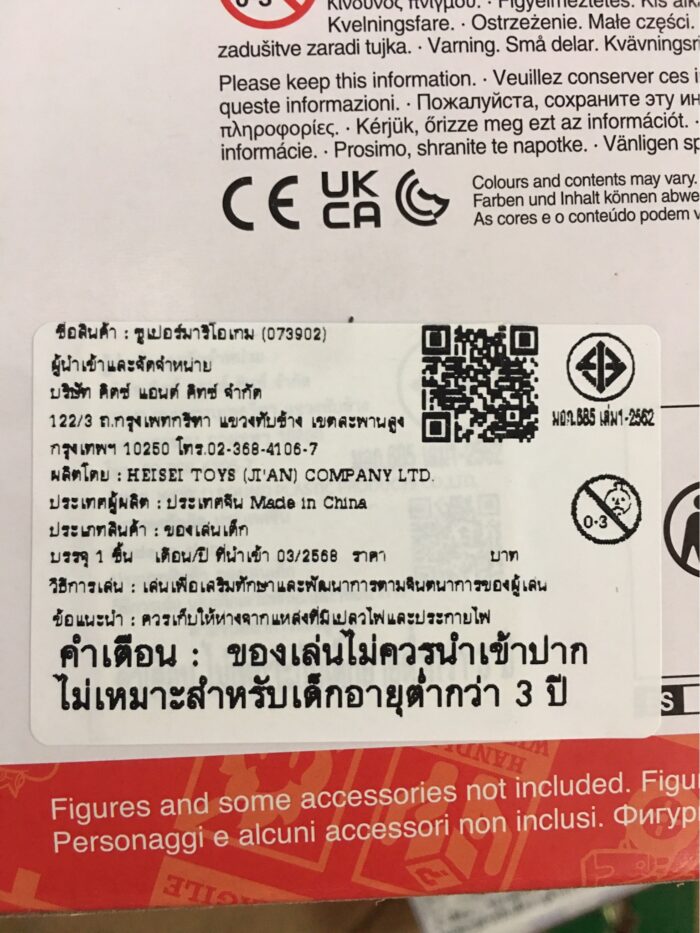 0-3
Κίνδυνος πνιγμού. · Figyelmeztetés. Kis
Kvelningsfare. · Ostrzeżenie. Małe części.
zadušitve zaradi tujka. · Varning. Små delar. Kvävningsri
Please keep this information. · Veuillez conserver ces i
queste informazioni. · Пожалуйста, сохраните эту ин
πληροφορίες. · Kérjük, őrizze meg ezt az információt. ·
informácie. · Prosimo, shranite te napotke. · Vänligen sp
CE UK CA
Colours and contents may vary.
Farben und Inhalt können abwe
As cores e o conteúdo podem v
ชื่อสินค้า : ซูเปอร์มาริโอเกม (073902)
ผู้นำเข้าและจัดจำหน่าย
บริษัท คิดซ์ แอนด์ คิทซ์ จำกัด
122/3 ถ.กรุงเทพกรีฑา แขวงทับช้าง เขตสะพานสูง
กรุงเทพฯ 10250 โทร.02-368-4106-7
ผลิตโดย : HEISEI TOYS (JI'AN) COMPANY LTD.
ประเทศผู้ผลิต : ประเทศจีน Made in China
ประเภทสินค้า : ของเล่นเด็ก
บรรจุ 1 ชิ้น เดือน/ปี ที่นำเข้า 03/2568 ราคา บาท
วิธีการเล่น : เล่นเพื่อเสริมทักษะและพัฒนาการตามจินตนาการของผู้เล่น
ข้อแนะนำ : ควรเก็บให้ห่างจากแหล่งที่มีเปลวไฟและประกายไฟ
คำเตือน : ของเล่นไม่ควรนำเข้าปาก
ไม่เหมาะสำหรับเด็กอายุต่ำกว่า 3 ปี
มอก.685 เล่ม1-2562
0-3
S
Figures and some accessories not included. Figu
Personaggi e alcuni accessori non inclusi. Фигур
FRAGILE